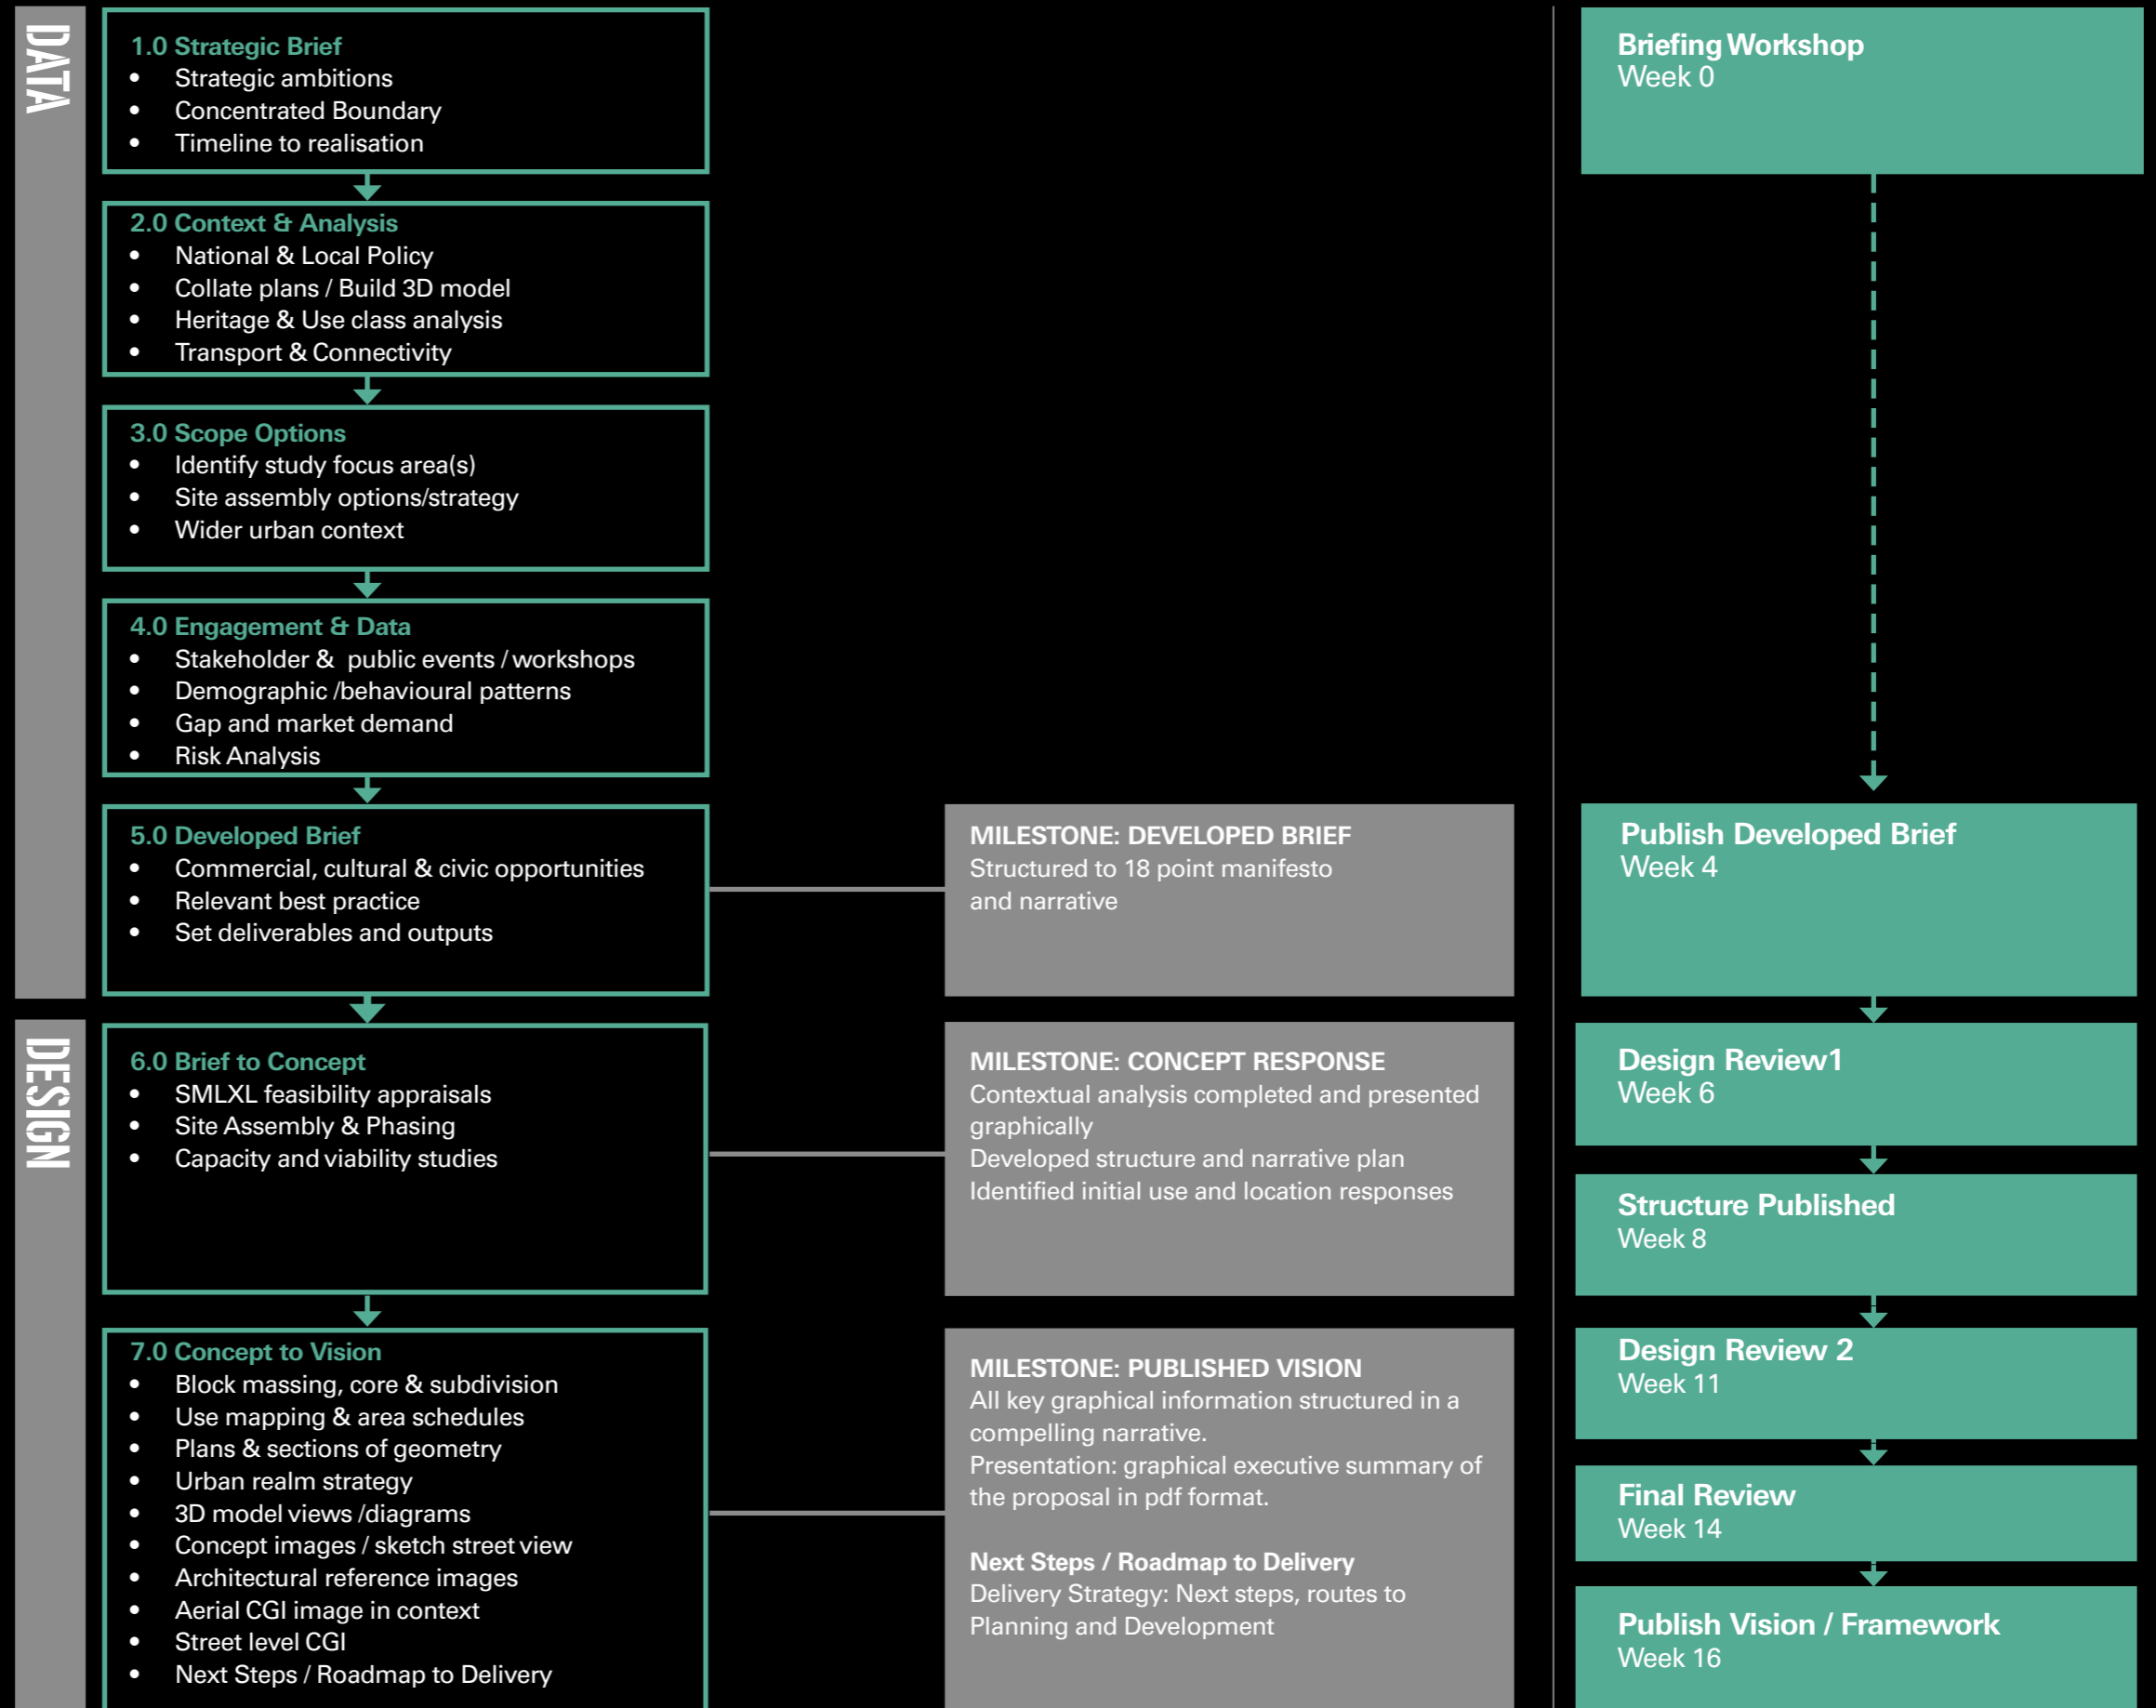 DATA
1.0 Strategic Brief
• Strategic ambitions
• Concentrated Boundary
• Timeline to realisation
2.0 Context & Analysis
• National & Local Policy
• Collate plans / Build 3D model
• Heritage & Use class analysis
• Transport & Connectivity
3.0 Scope Options
• Identify study focus area(s)
• Site assembly options/strategy
• Wider urban context
4.0 Engagement & Data
• Stakeholder & public events / workshops
• Demographic /behavioural patterns
• Gap and market demand
• Risk Analysis
5.0 Developed Brief
• Commercial, cultural & civic opportunities
• Relevant best practice
• Set deliverables and outputs
DESIGN
6.0 Brief to Concept
• SMLXL feasibility appraisals
• Site Assembly & Phasing
• Capacity and viability studies
7.0 Concept to Vision
• Block massing, core & subdivision
• Use mapping & area schedules
• Plans & sections of geometry
• Urban realm strategy
• 3D model views /diagrams
• Concept images / sketch street view
• Architectural reference images
• Aerial CGI image in context
• Street level CGI
• Next Steps / Roadmap to Delivery
MILESTONE: DEVELOPED BRIEF
Structured to 18 point manifesto
and narrative
MILESTONE: CONCEPT RESPONSE
Contextual analysis completed and presented
graphically
Developed structure and narrative plan
Identified initial use and location responses
MILESTONE: PUBLISHED VISION
All key graphical information structured in a
compelling narrative.
Presentation: graphical executive summary of
the proposal in pdf format.
Next Steps / Roadmap to Delivery
Delivery Strategy: Next steps, routes to
Planning and Development
Briefing Workshop
Week 0
Publish Developed Brief
Week 4
Design Review1
Week 6
Structure Published
Week 8
Design Review 2
Week 11
Final Review
Week 14
Publish Vision / Framework
Week 16